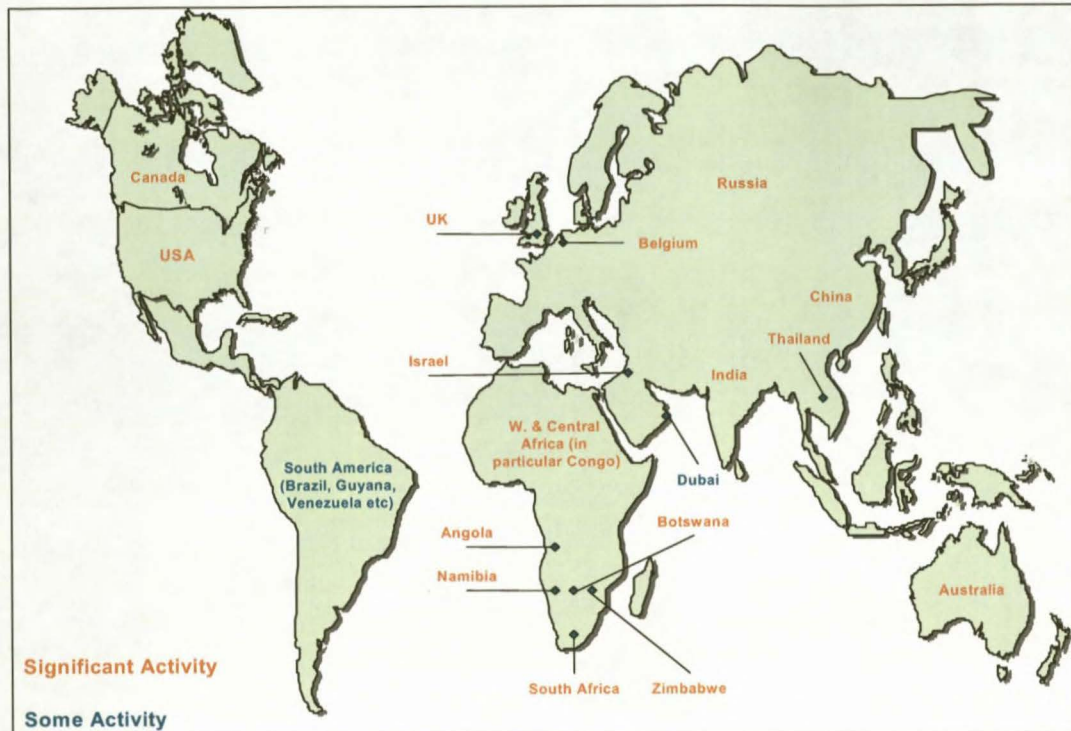 Canada
USA
UK
Belgium
Russia
China
Thailand
India
Israel
W. & Central
Africa (in
particular Congo)
Dubai
South America
(Brazil, Guyana,
Venezuela etc)
Botswana
Angola
Namibia
Australia
South Africa
Zimbabwe
Significant Activity
Some Activity